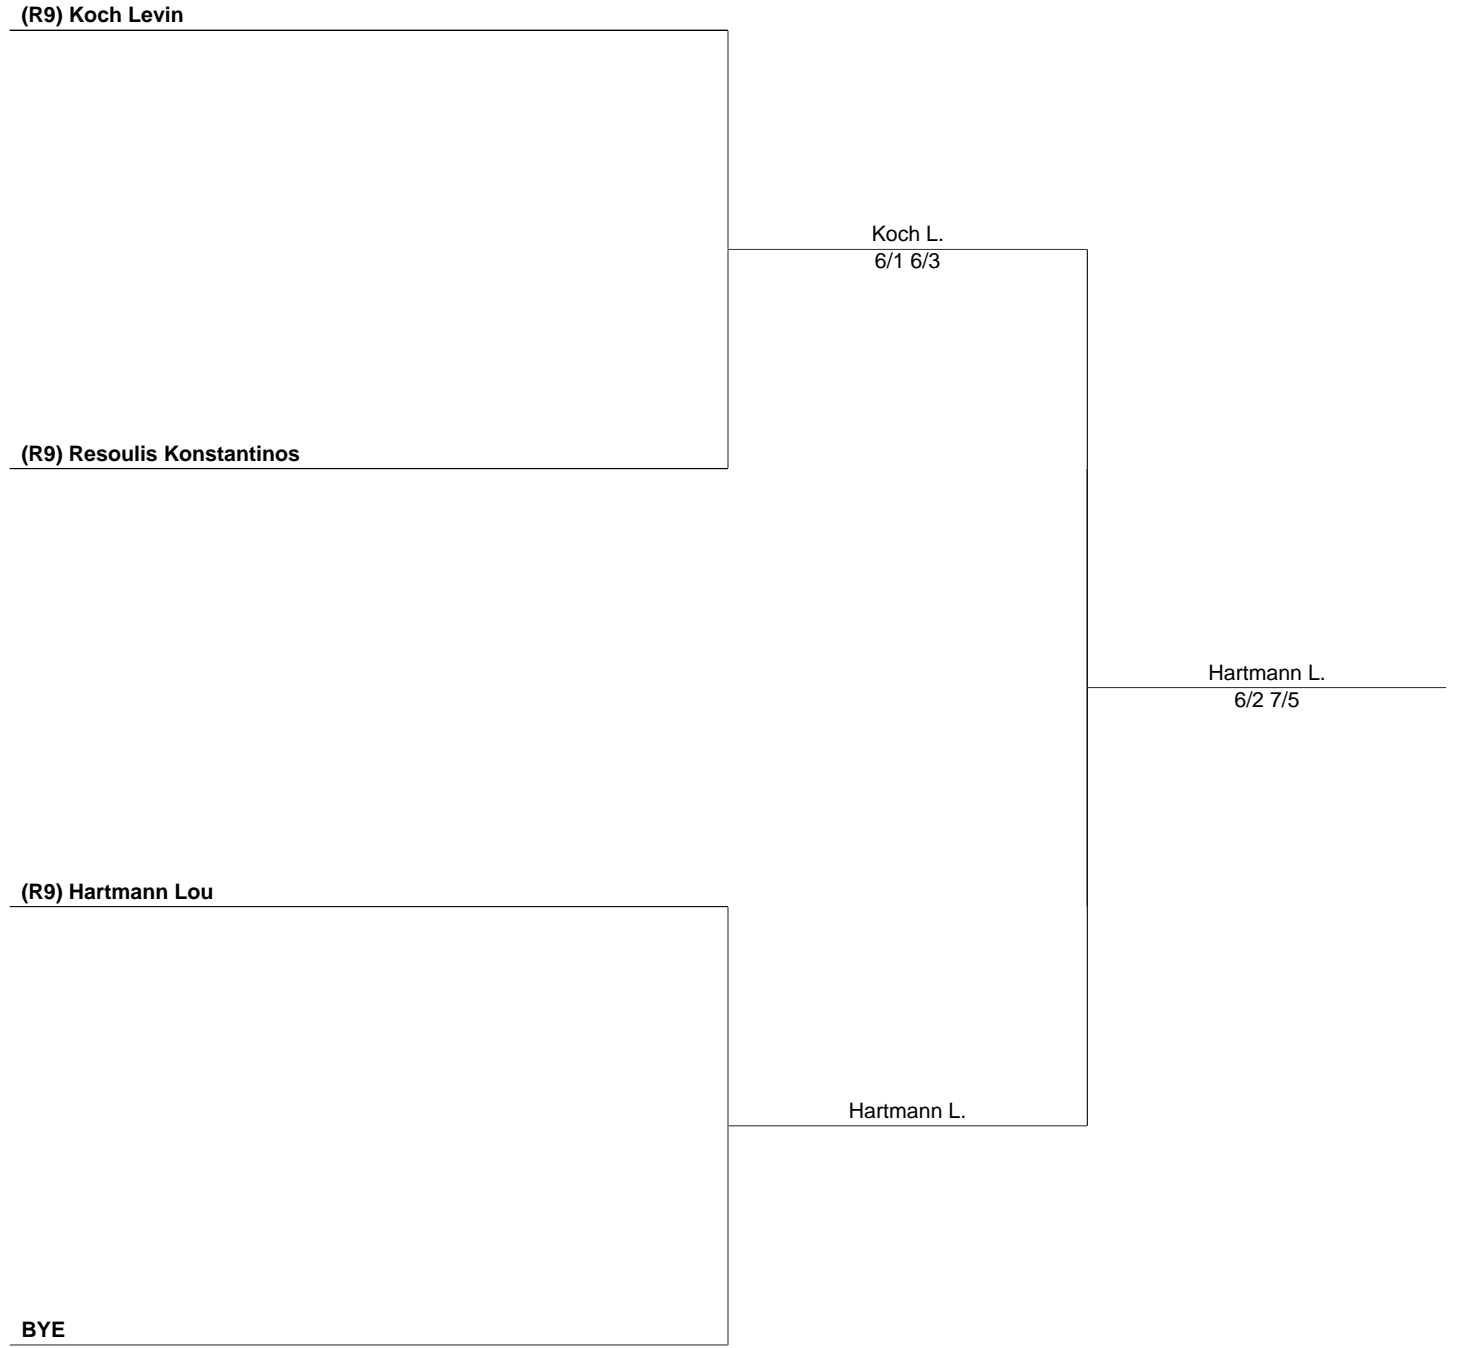 (R9) Koch Levin
Koch L.
6/1 6/3
(R9) Resoulis Konstantinos
Hartmann L.
6/2 7/5
(R9) Hartmann Lou
Hartmann L.
BYE